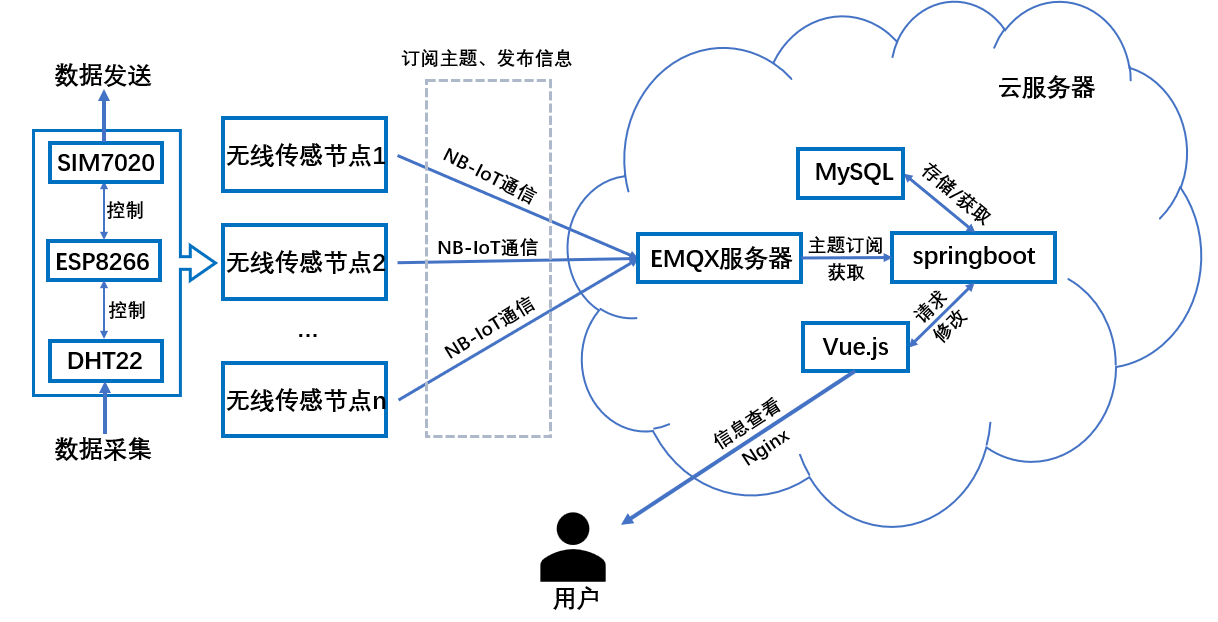 数据发送
SIM7020
控制
ESP8266
控制
DHT22
数据采集
无线传感节点1
无线传感节点2
...
无线传感节点n
订阅主题、发布信息
NB-IoT通信
NB-IoT通信
NB-IoT通信
云服务器
MySQL
存储/获取
EMQX服务器
主题订阅
获取
springboot
请求
修改
Vue.js
信息查看
Nginx
用户